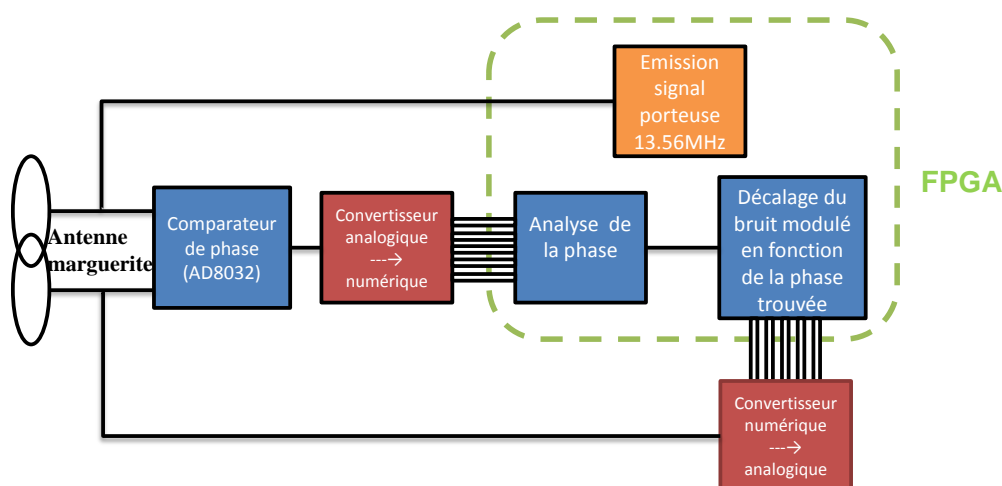 Emission
signal
porteuse
13.56MHz
FPGA
Antenne
marguerite
Comparateur
de phase
(AD8032)
Convertisseur
analogique
---→
numérique
Analyse de
la phase
Décalage du
bruit modulé
en fonction
de la phase
trouvée
Convertisseur
numérique
---→
analogique